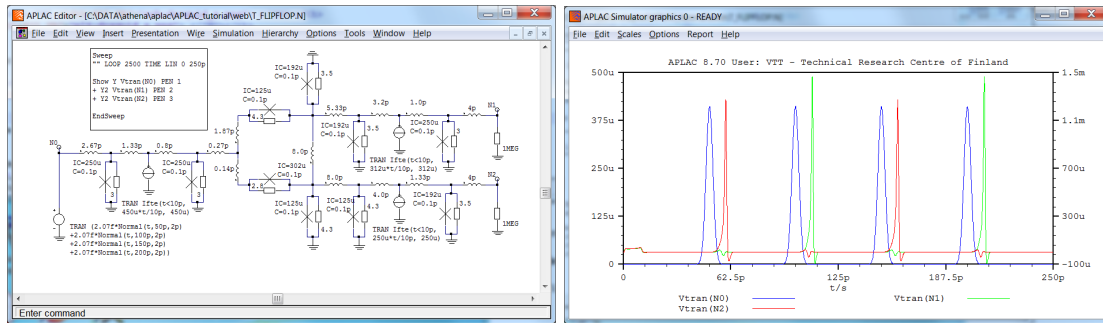 APLAC Editor - [C:\DATA\athena\aplac\APLAC_tutorial\web\T_FLIPFLOP.N]
File Edit View Insert Presentation Wire Simulation Hierarchy Options Tools Window Help
Sweep
"" LOOP 2500 TIME LIN 0 250p
Show Y Vtran(N0) PEN 1
+ Y2 Vtran(N1) PEN 2
+ Y2 Vtran(N2) PEN 3
EndSweep
IC=192u
C=0.1p
3.5
IC=125u
C=0.1p
4.3
5.33p
3.2p
1.0p
4p
N1
IC=192u
C=0.1p
3.5
IC=250u
C=0.1p
3
1MEG
TRAN Ifte(t<10p,
312u*t/10p, 312u)
1.87p
8.0p
N0
2.67p
1.33p
0.8p
0.27p
0.14p
IC=250u
C=0.1p
3
IC=250u
C=0.1p
3
TRAN Ifte(t<10p,
450u*t/10p, 450u)
IC=302u
C=0.1p
2.8
8.0p
4.0p
1.33p
4p
N2
IC=125u
C=0.1p
4.3
IC=125u
C=0.1p
4.3
IC=192u
C=0.1p
3.5
1MEG
TRAN Ifte(t<10p,
250u*t/10p, 250u)
TRAN (2.07f*Normal(t,50p,2p)
+2.07f*Normal(t,100p,2p)
+2.07f*Normal(t,150p,2p)
+2.07f*Normal(t,200p,2p))
Enter command
APLAC Simulator graphics 0 - READY
File Edit Scales Options Report Help
APLAC 8.70 User: VTT - Technical Research Centre of Finland
500u
375u
250u
125u
0
1.5m
1.1m
700u
300u
-100u
0 62.5p 125p 187.5p 250p
t/s
Vtran(N0) Vtran(N1)
Vtran(N2)